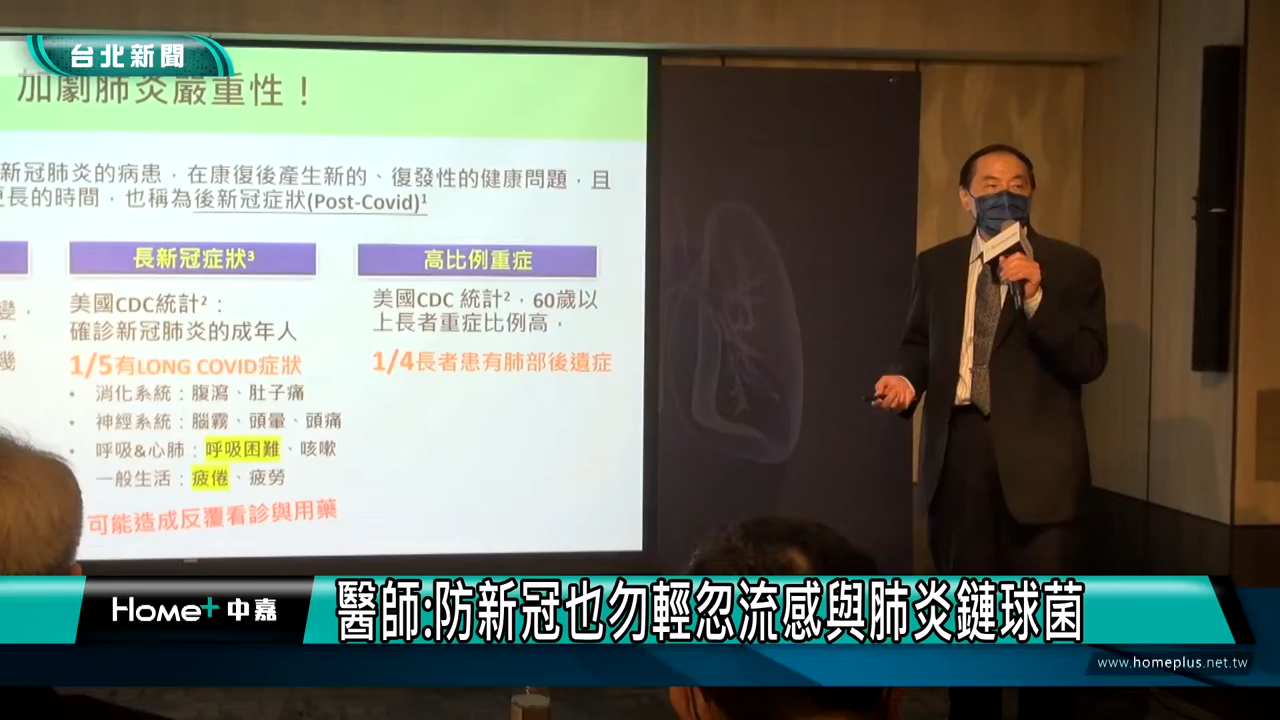 台北新聞
加劇肺炎嚴重性！
新冠肺炎的病患，在康復後產生新的、復發性的健康問題，且
更長的時間，也稱為後新冠症狀(Post-Covid)¹
長新冠症狀³
美國CDC統計²：
確診新冠肺炎的成年人
1/5有LONG COVID症狀
• 消化系統：腹瀉、肚子痛
• 神經系統：腦霧、頭暈、頭痛
• 呼吸&心肺：呼吸困難、咳嗽
一般生活：疲倦、疲勞
可能造成反覆看診與用藥
高比例重症
美國CDC 統計²，60歲以
上長者重症比例高，
1/4長者患有肺部後遺症
Home+ 中嘉
醫師:防新冠也勿輕忽流感與肺炎鏈球菌
www.homeplus.net.tw